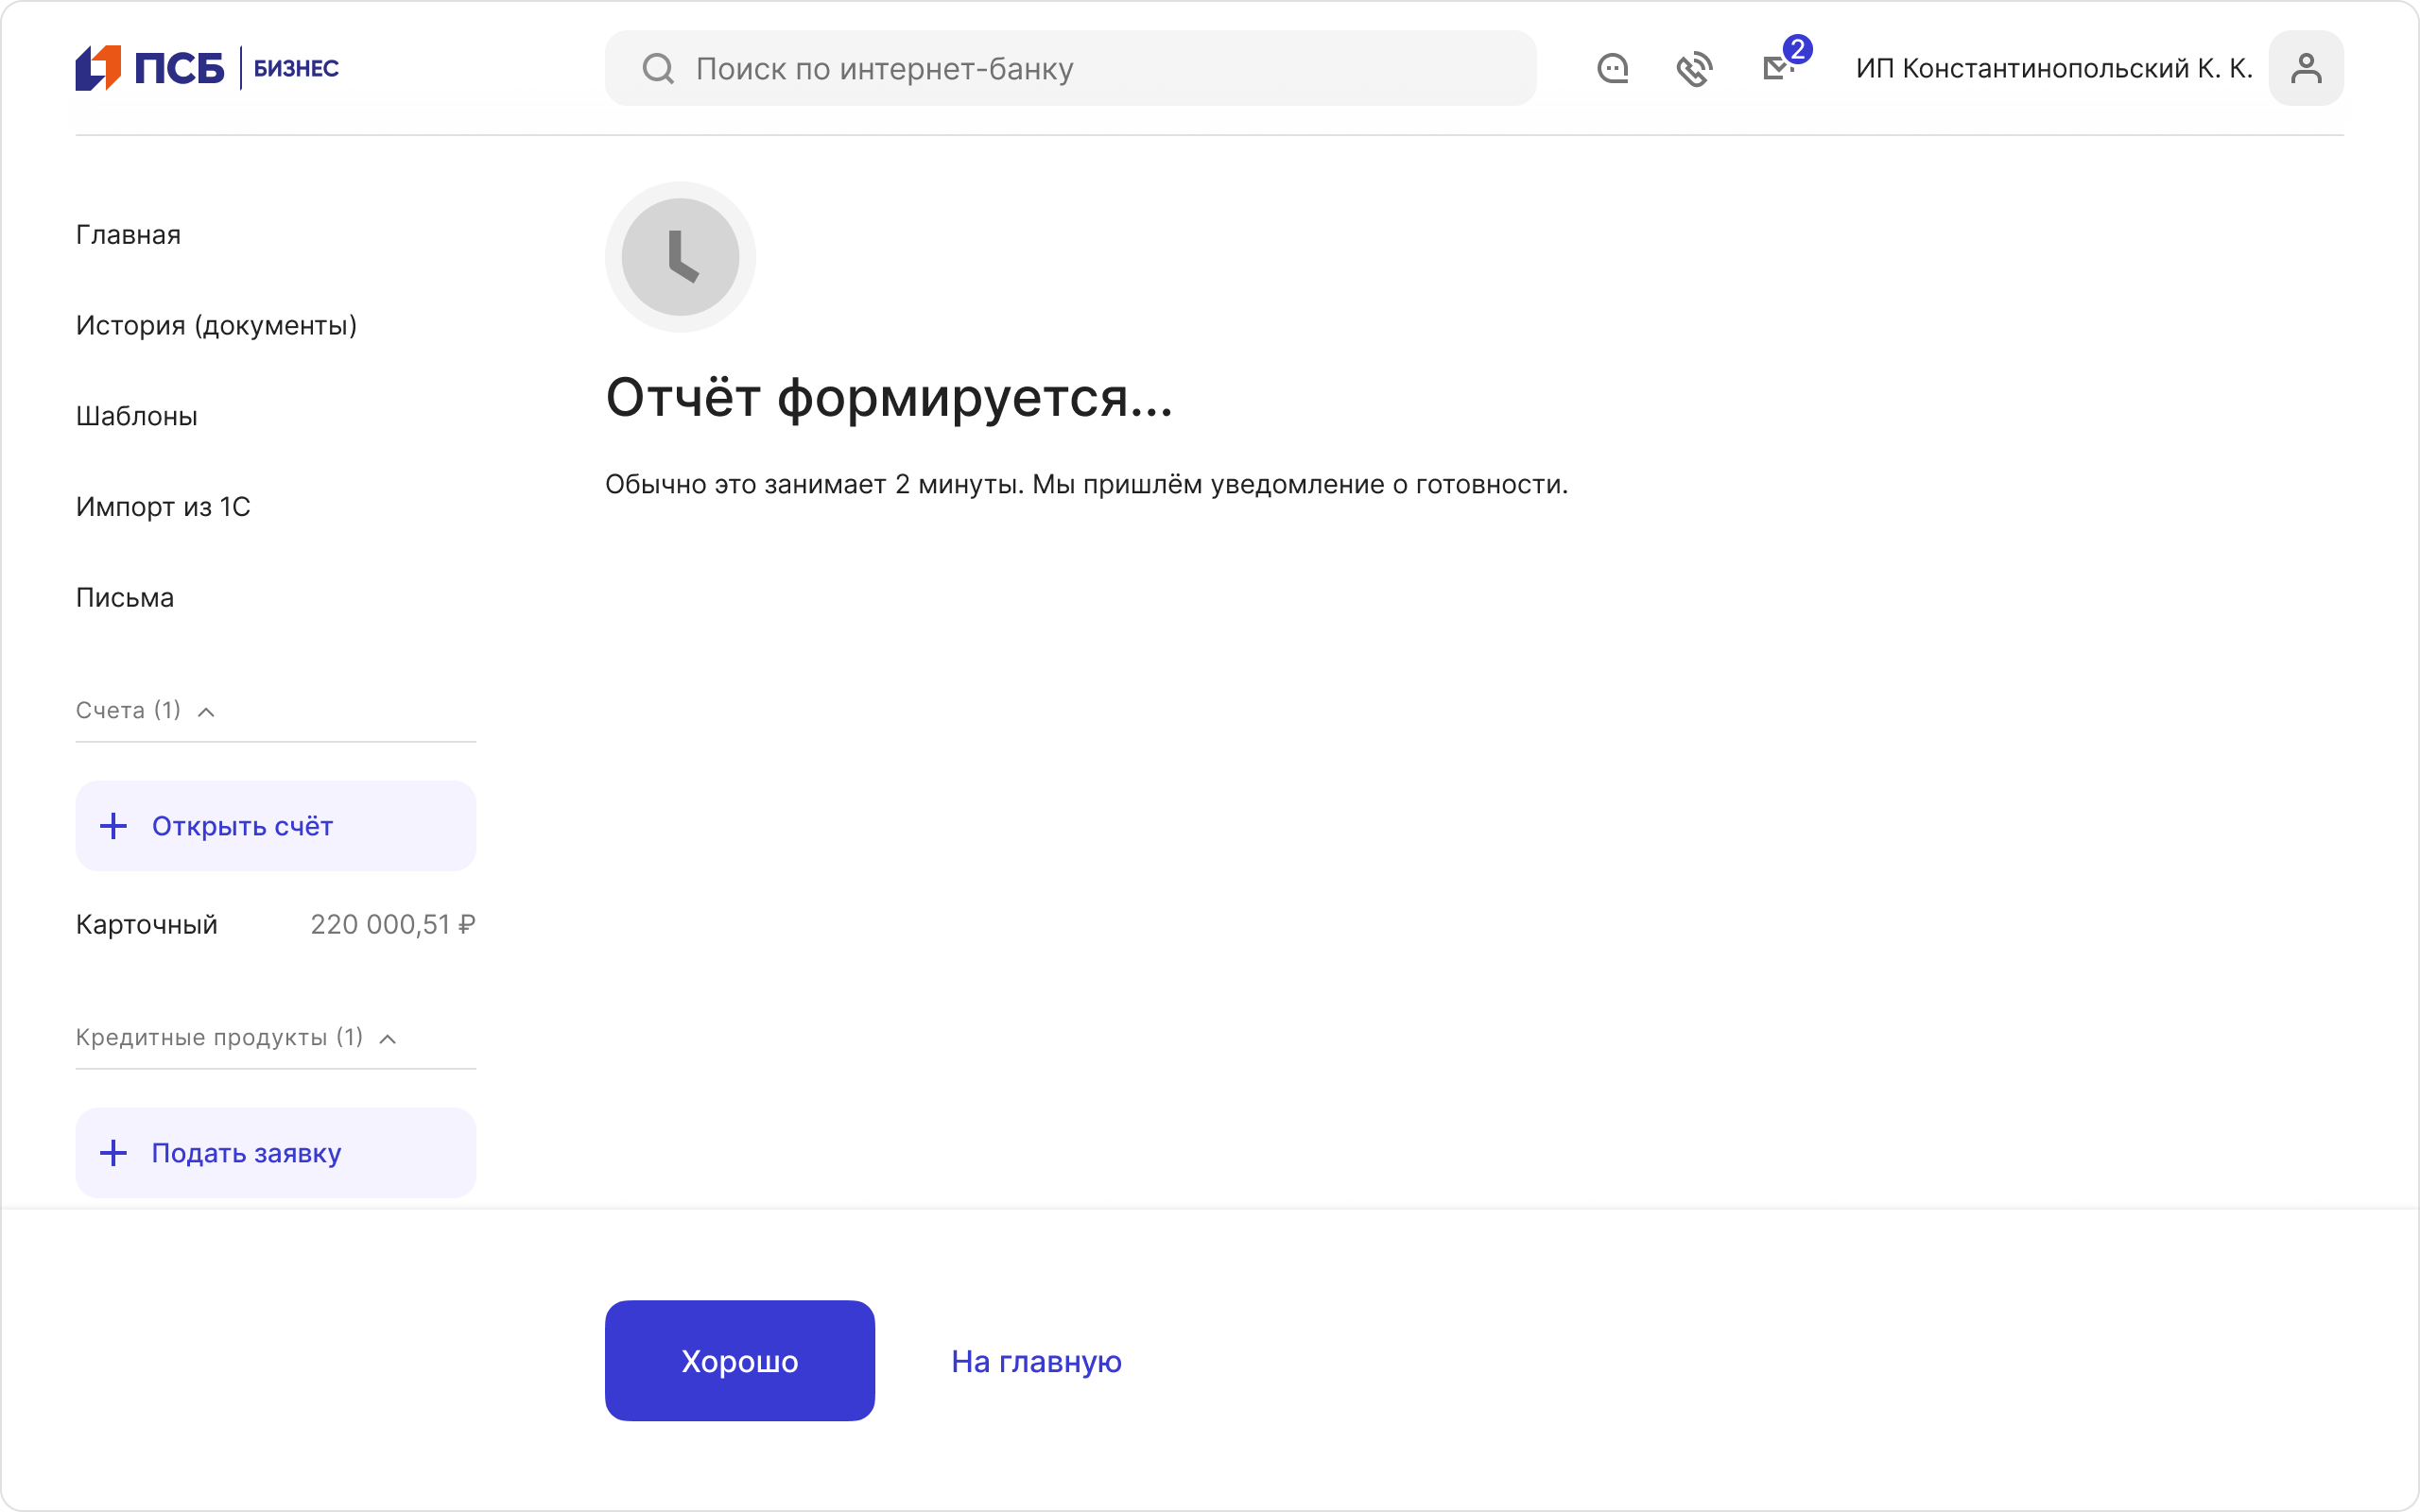 ПСБ БИЗНЕС
Поиск по интернет-банку
2
ИП Константинопольский К. К.
Главная
История (документы)
Шаблоны
Импорт из 1С
Письма
Счета (1)
Открыть счёт
Карточный 220 000,51 ₽
Кредитные продукты (1)
Подать заявку
Отчёт формируется...
Обычно это занимает 2 минуты. Мы пришлём уведомление о готовности.
Хорошо
На главную